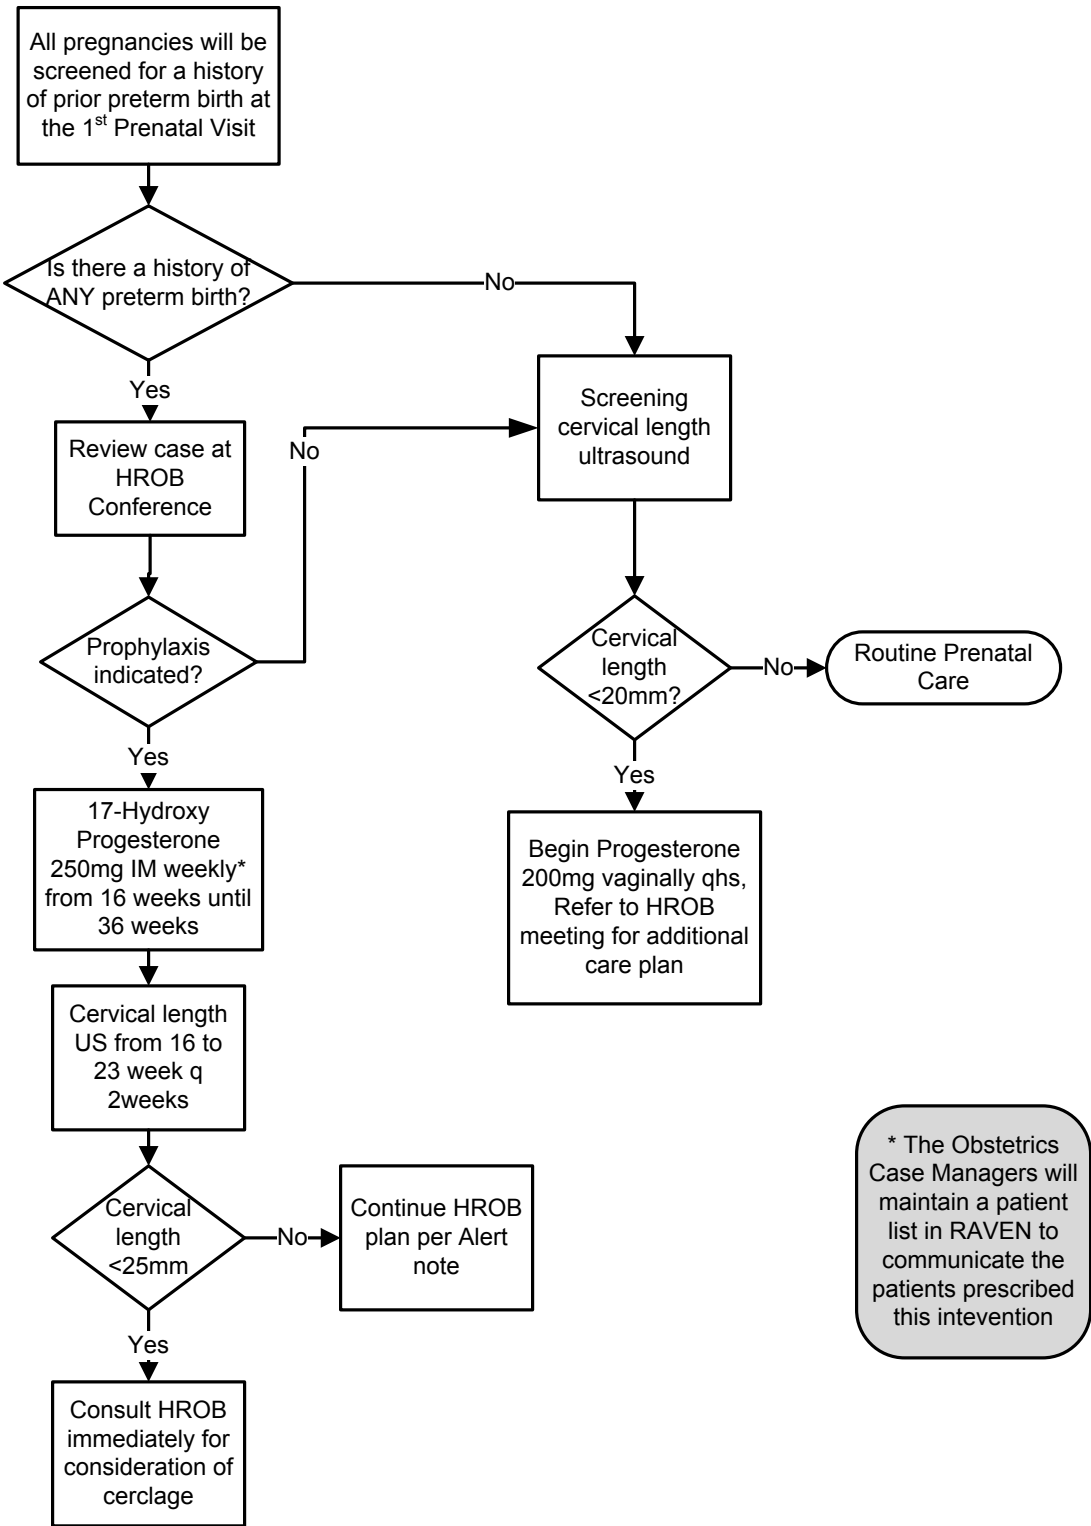 All pregnancies will be
screened for a history
of prior preterm birth at
the 1st Prenatal Visit
Is there a history of
ANY preterm birth?
No
Yes
Review case at
HROB
Conference
No
Screening
cervical length
ultrasound
Prophylaxis
indicated?
Cervical
length
<20mm?
No
Routine Prenatal
Care
Yes
Yes
17-Hydroxy
Progesterone
250mg IM weekly*
from 16 weeks until
36 weeks
Begin Progesterone
200mg vaginally qhs,
Refer to HROB
meeting for additional
care plan
Cervical length
US from 16 to
23 week q
2weeks
Cervical
length
<25mm
No
Continue HROB
plan per Alert
note
Yes
Consult HROB
immediately for
consideration of
cerclage
* The Obstetrics
Case Managers will
maintain a patient
list in RAVEN to
communicate the
patients prescribed
this intevention